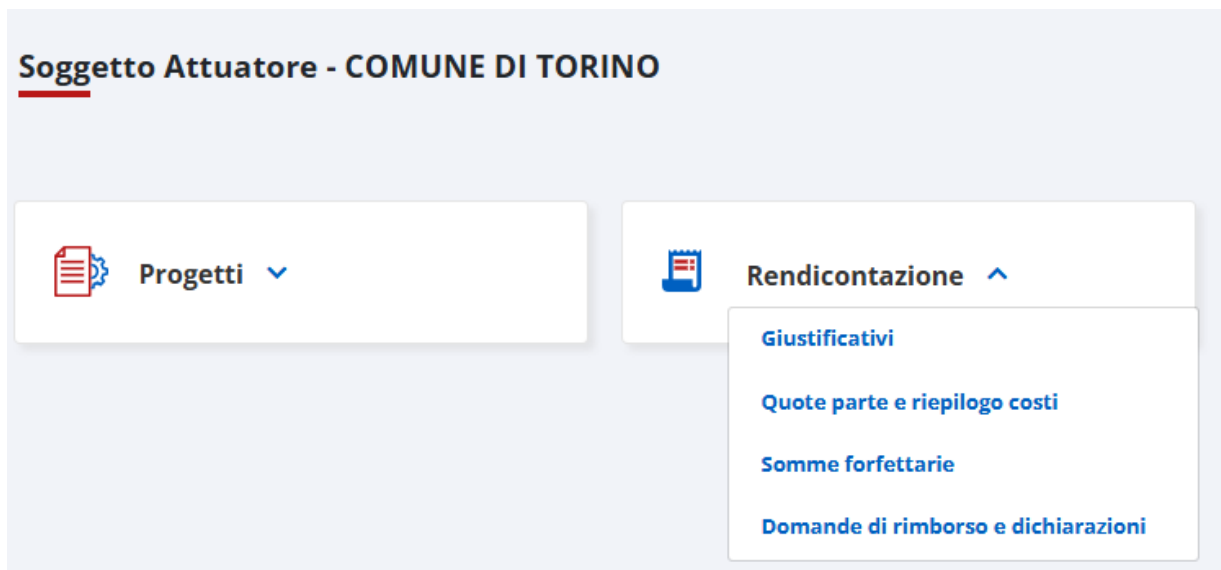 Soggetto Attuatore - COMUNE DI TORINO
Progetti
Rendicontazione
Giustificativi
Quote parte e riepilogo costi
Somme forfettarie
Domande di rimborso e dichiarazioni